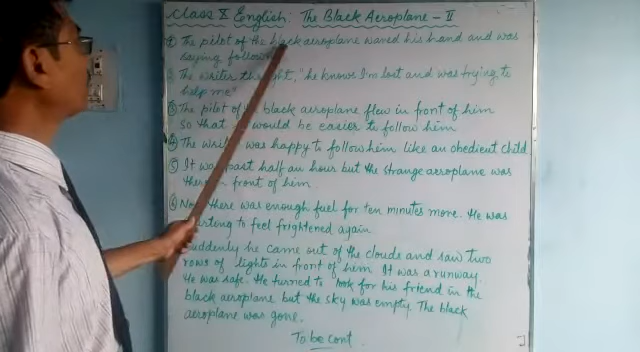 Class X English: The Black Aeroplane - II
① The pilot of the black aeroplane waved his hand and was
saying follow
The writer thought, "he knows I'm lost and was trying to
help me"
③ The pilot of the black aeroplane flew in front of him
so that would be easier to follow him
④ The writer was happy to follow him like an obedient child
⑤ It was past half an hour but the strange aeroplane was
there in front of him.
⑥ Now there was enough fuel for ten minutes more. He was
starting to feel frightened again.
Suddenly he came out of the clouds and saw two
rows of lights in front of him. It was a runway.
He was safe. He turned to look for his friend in the
black aeroplane but the sky was empty. The black
aeroplane was gone.
To be cont.